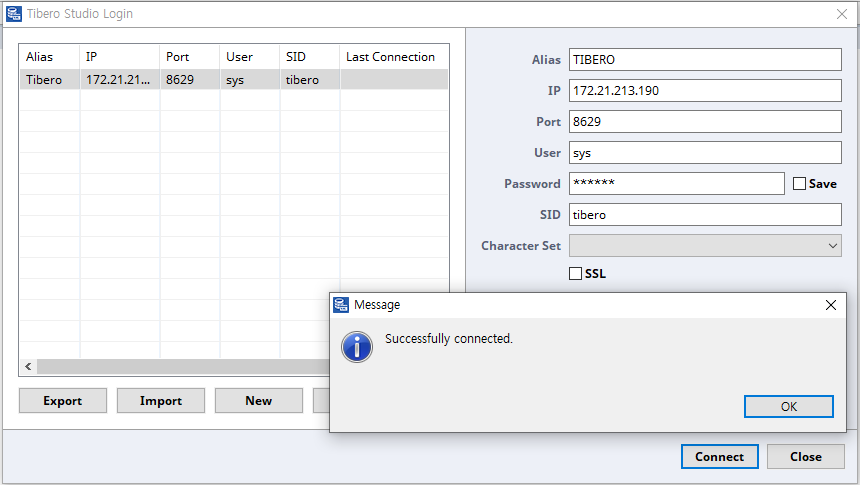 Tibero Studio Login
Alias IP Port User SID Last Connection
Tibero 172.21.21... 8629 sys tibero
Alias TIBERO
IP 172.21.213.190
Port 8629
User sys
Password ****** Save
SID tibero
Character Set
SSL
Message
Successfully connected.
OK
Export Import New
Connect Close